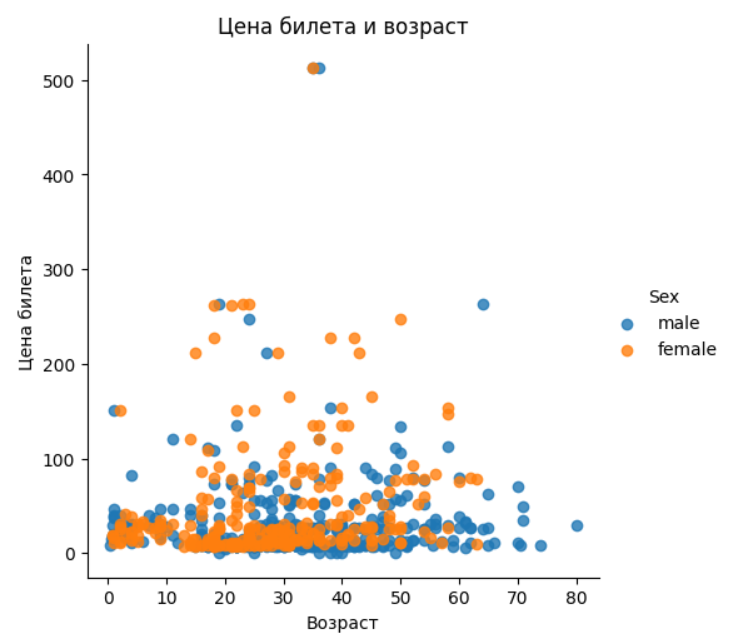 Цена билета и возраст
Цена билета
500
400
300
200
100
0
0 10 20 30 40 50 60 70 80
Возраст
Sex
male
female